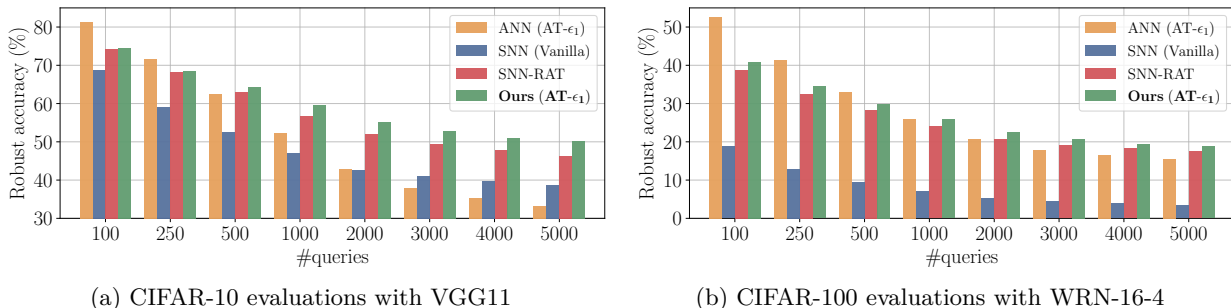 80
70
60
50
40
30
Robust accuracy (%)
100 250 500 1000 2000 3000 4000 5000
#queries
ANN (AT-ϵ₁)
SNN (Vanilla)
SNN-RAT
Ours (AT-ϵ₁)
(a) CIFAR-10 evaluations with VGG11
50
40
30
20
10
0
Robust accuracy (%)
100 250 500 1000 2000 3000 4000 5000
#queries
ANN (AT-ϵ₁)
SNN (Vanilla)
SNN-RAT
Ours (AT-ϵ₁)
(b) CIFAR-100 evaluations with WRN-16-4